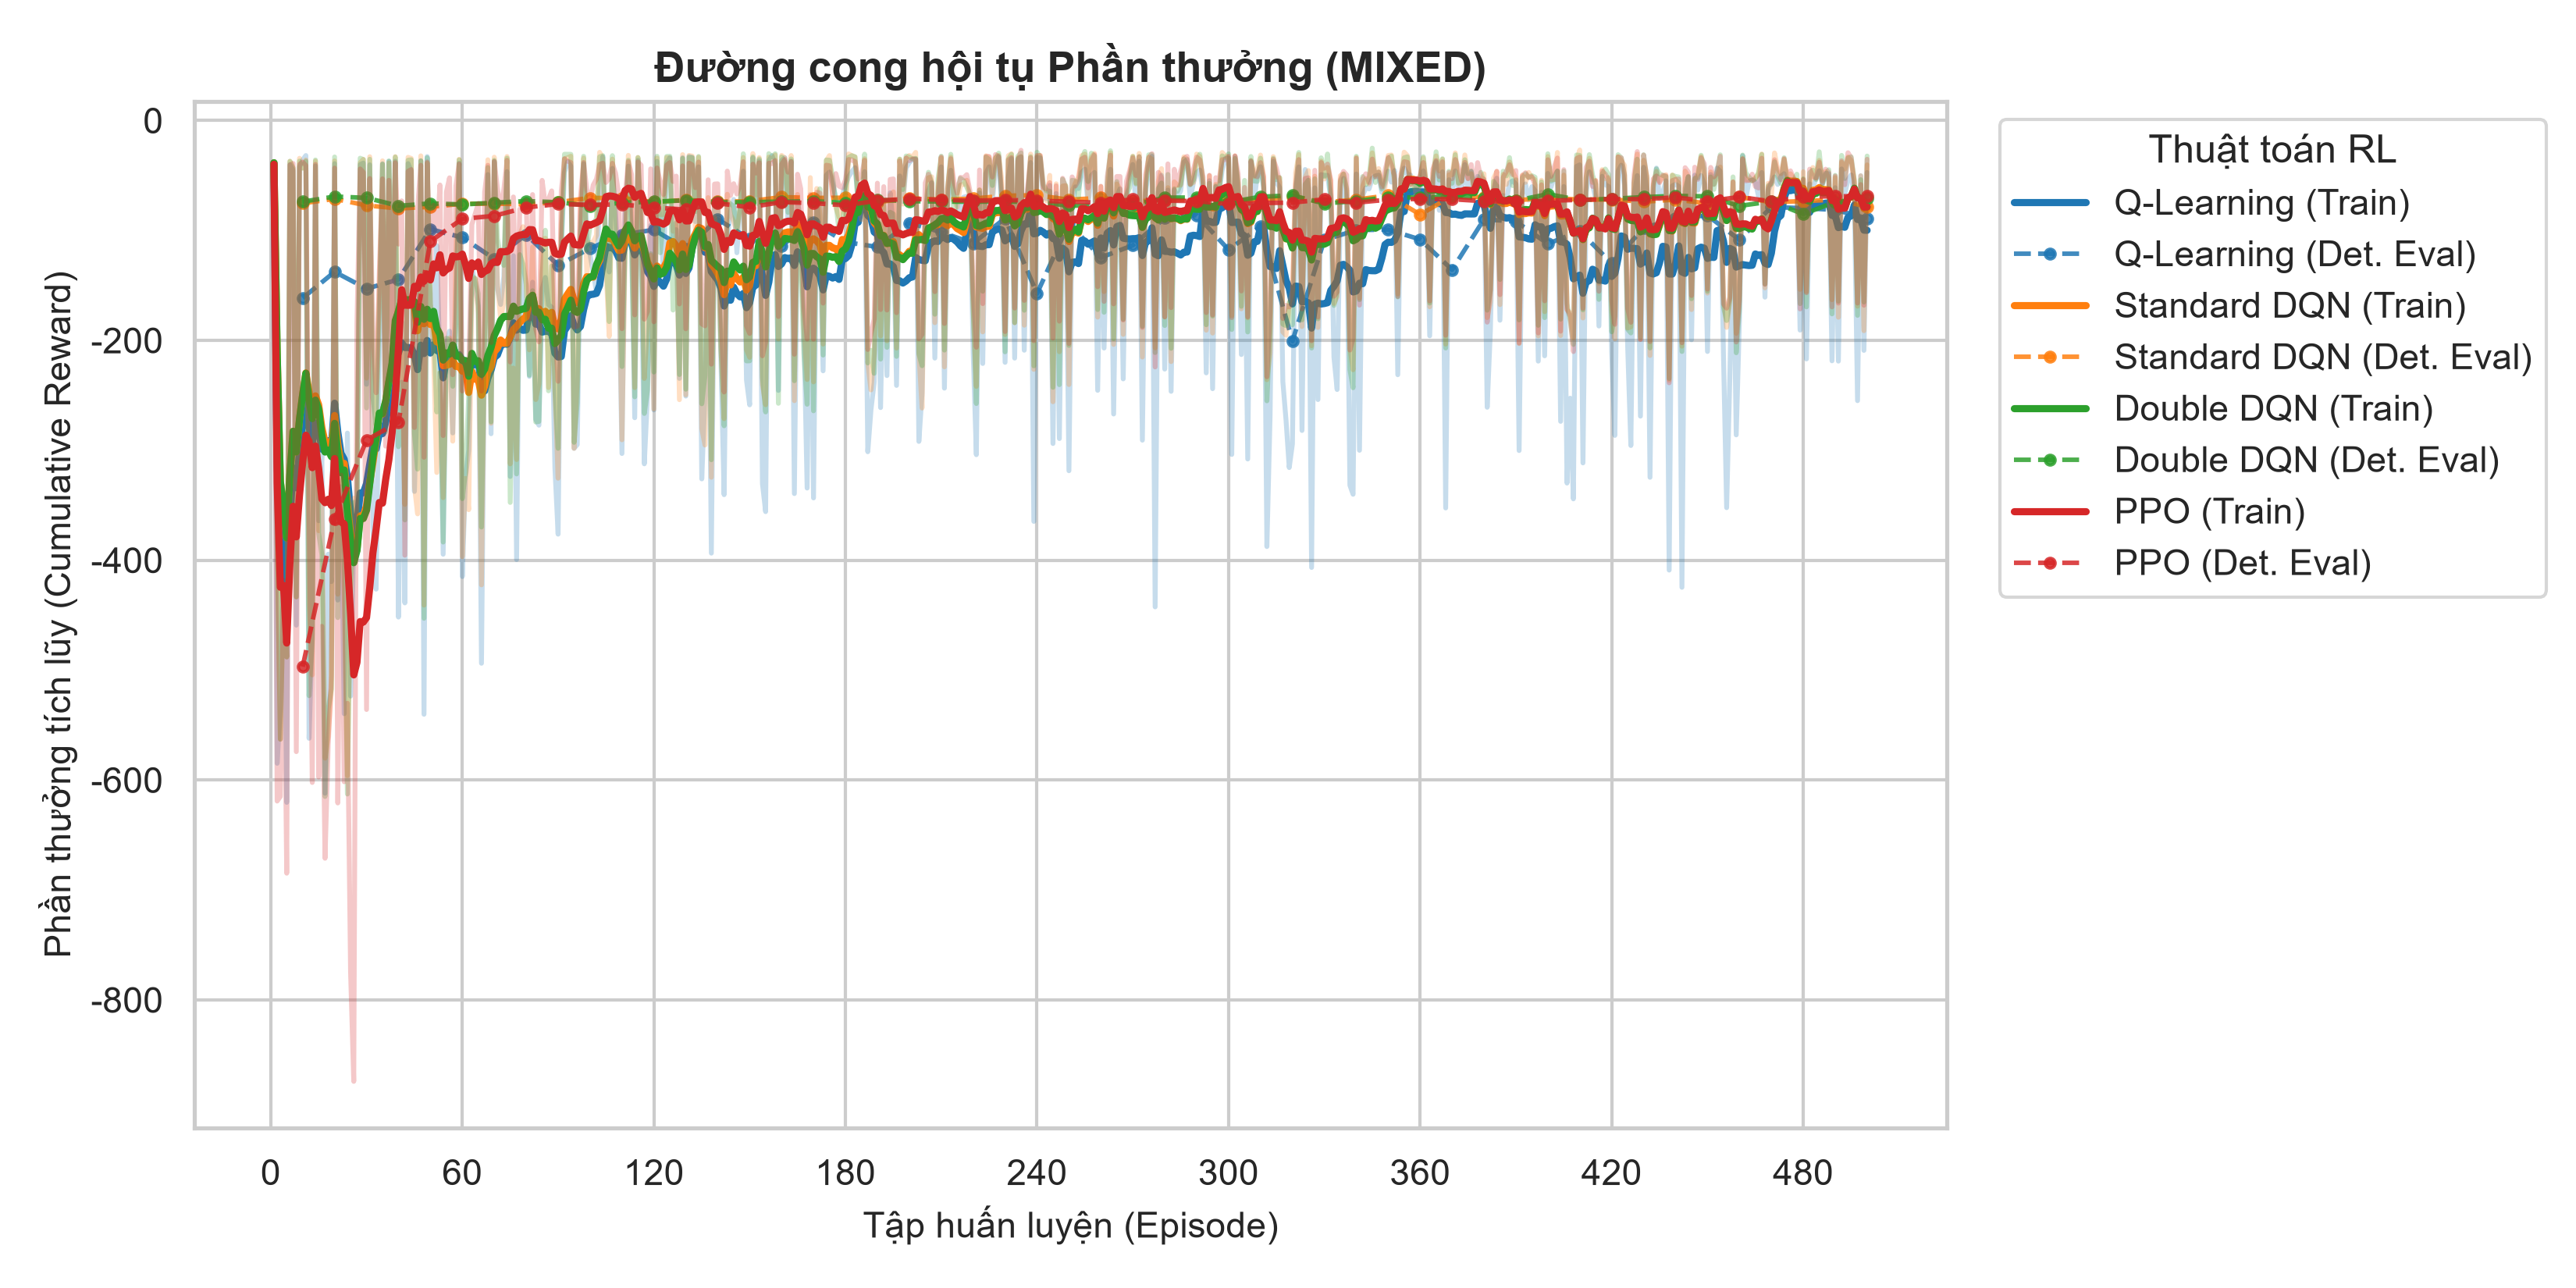 Đường cong hội tụ Phần thưởng (MIXED)
Phần thưởng tích lũy (Cumulative Reward)
0
-200
-400
-600
-800
0 60 120 180 240 300 360 420 480
Tập huấn luyện (Episode)
Thuật toán RL
Q-Learning (Train)
Q-Learning (Det. Eval)
Standard DQN (Train)
Standard DQN (Det. Eval)
Double DQN (Train)
Double DQN (Det. Eval)
PPO (Train)
PPO (Det. Eval)